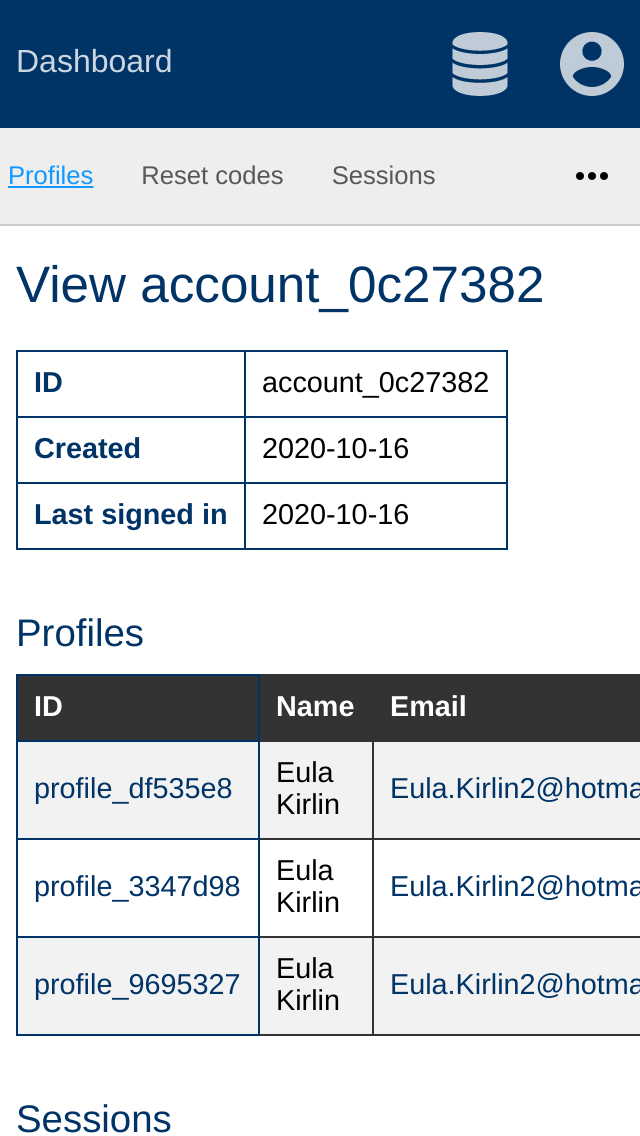 Dashboard
Profiles Reset codes Sessions
View account_0c27382
ID account_0c27382
Created 2020-10-16
Last signed in 2020-10-16
Profiles
ID Name Email
profile_df535e8 Eula Kirlin Eula.Kirlin2@hotma
profile_3347d98 Eula Kirlin Eula.Kirlin2@hotma
profile_9695327 Eula Kirlin Eula.Kirlin2@hotma
Sessions